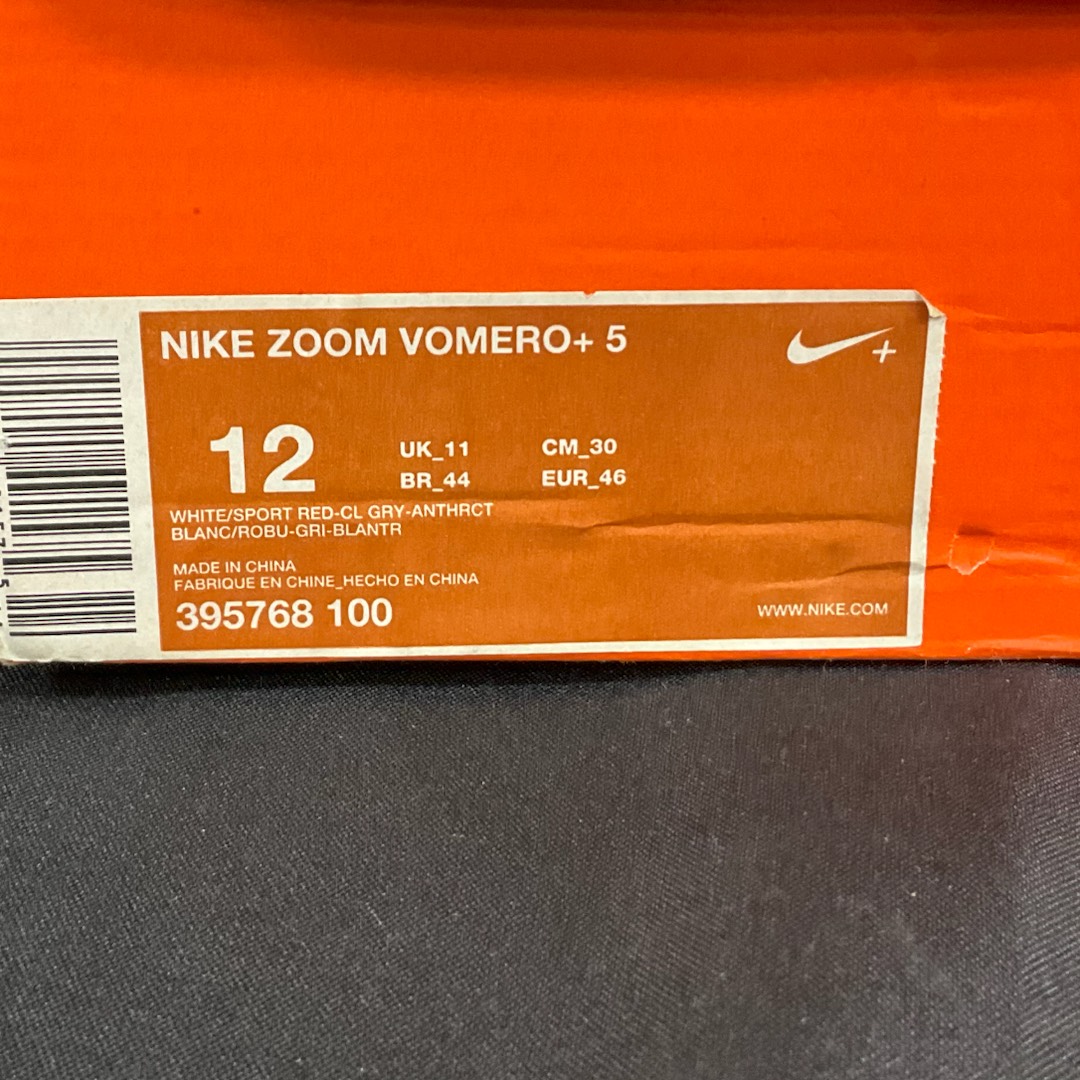 NIKE ZOOM VOMERO+ 5
12
UK_11 CM_30
BR_44 EUR_46
WHITE/SPORT RED-CL GRY-ANTHRCT
BLANC/ROBU-GRI-BLANTR
MADE IN CHINA
FABRIQUE EN CHINE_HECHO EN CHINA
395768 100
WWW.NIKE.COM